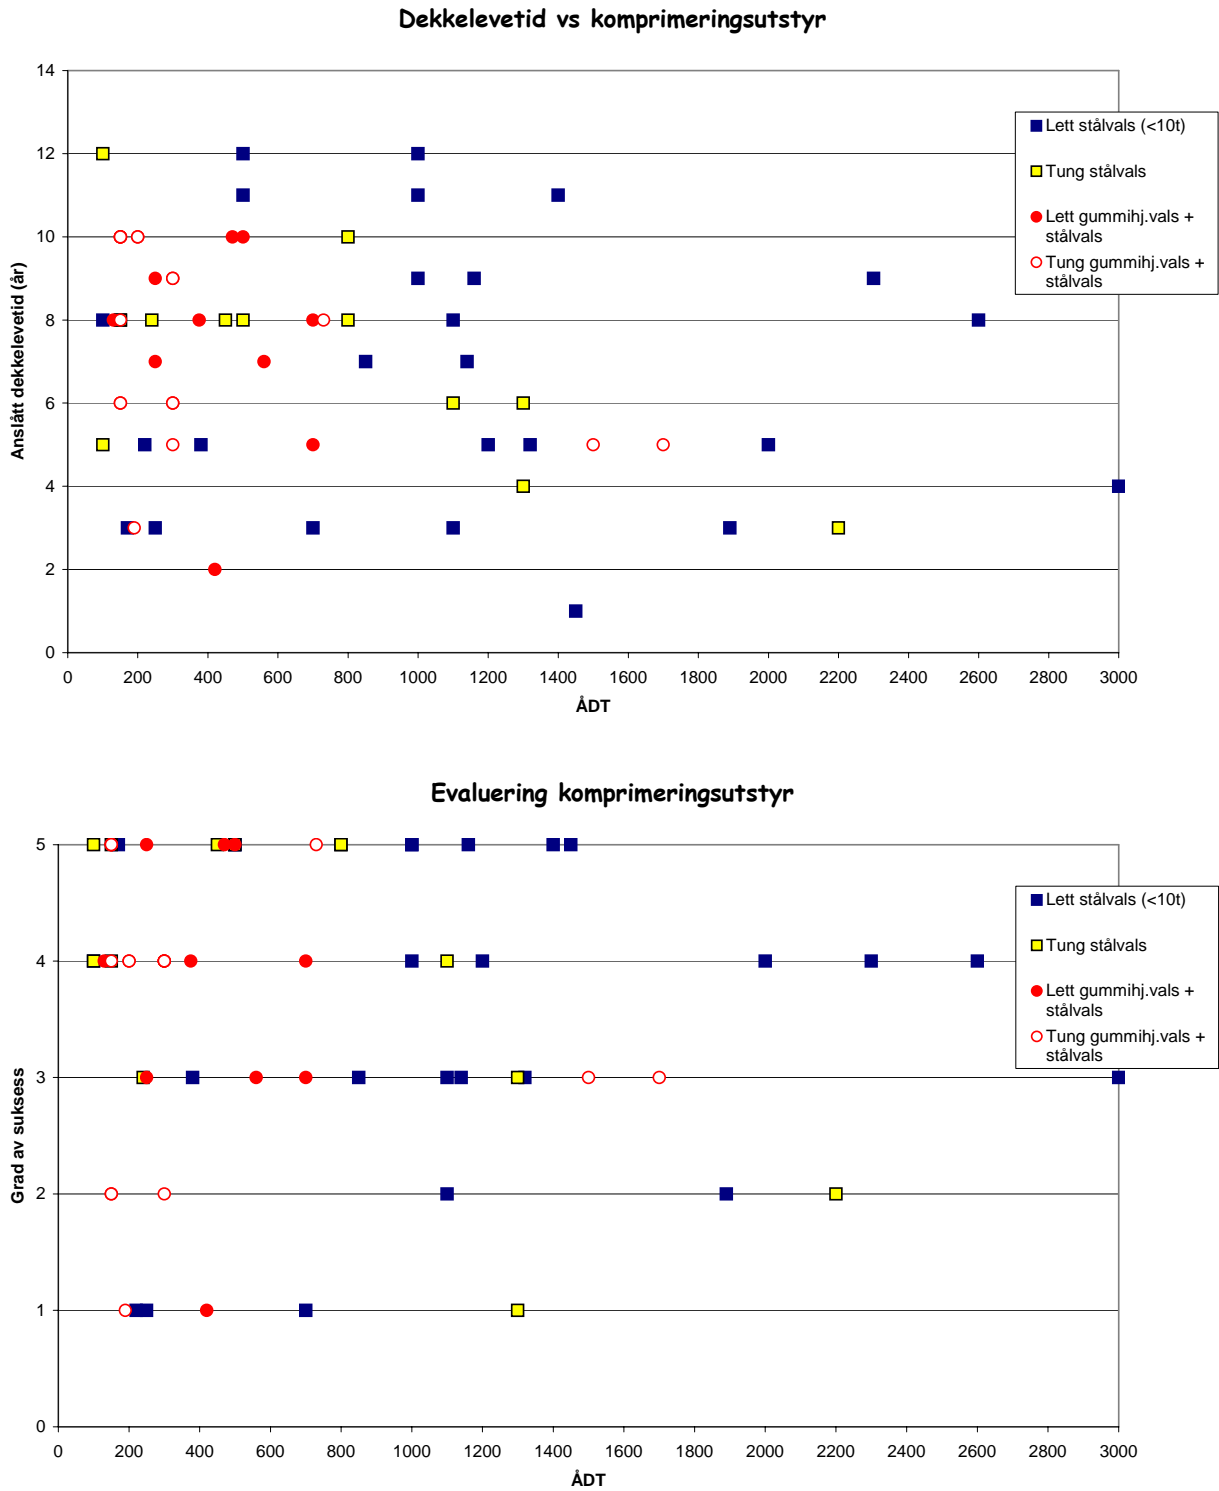 Dekkelevetid vs komprimeringsutstyr
14
12
10
8
6
4
2
0
Anslått dekkelevetid (år)
0 200 400 600 800 1000 1200 1400 1600 1800 2000 2200 2400 2600 2800 3000
ÅDT
Lett stålvals (<10t)
Tung stålvals
Lett gummihj.vals +
stålvals
Tung gummihj.vals +
stålvals
Evaluering komprimeringsutstyr
5
4
3
2
1
0
Grad av suksess
0 200 400 600 800 1000 1200 1400 1600 1800 2000 2200 2400 2600 2800 3000
ÅDT
Lett stålvals (<10t)
Tung stålvals
Lett gummihj.vals +
stålvals
Tung gummihj.vals +
stålvals